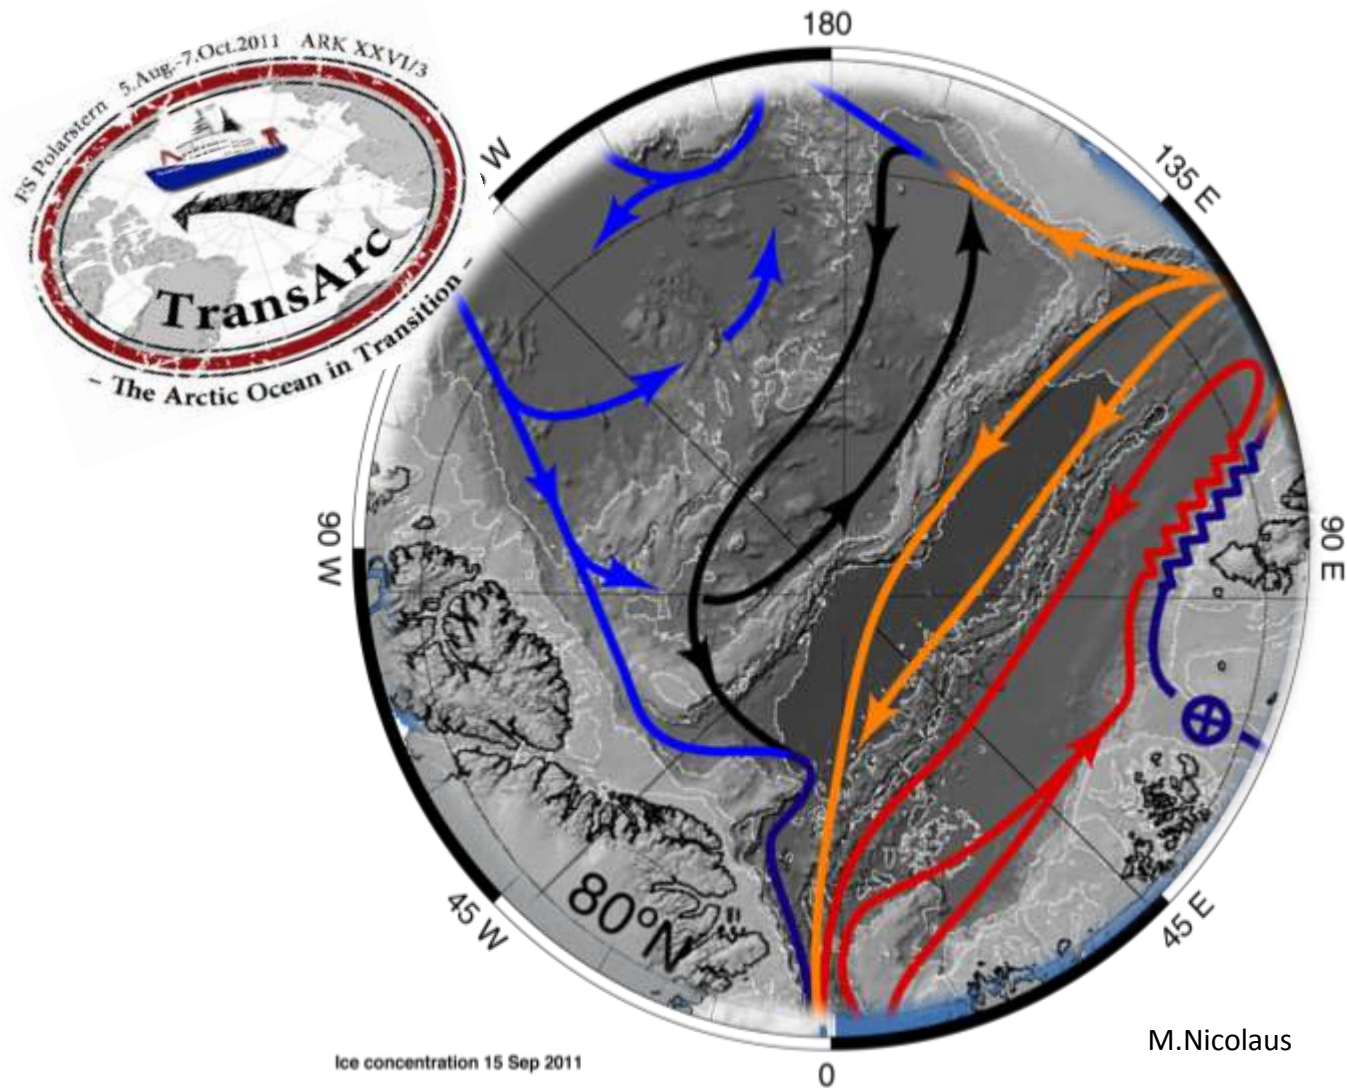 180
FS Polarstern 5.Aug.-7.Oct.2011 ARK XXVI/3
W
135 E
TransArc
– The Arctic Ocean in Transition –
90 W
90 E
80°N
45 W
45 E
M.Nicolaus
Ice concentration 15 Sep 2011
0